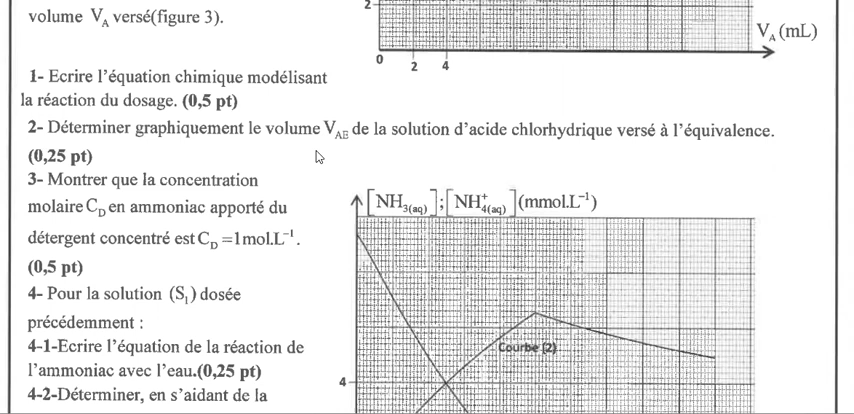 volume V_A versé(figure 3).
2
V_A (mL)
0 2 4
1- Ecrire l'équation chimique modélisant
la réaction du dosage. (0,5 pt)
2- Déterminer graphiquement le volume V_AE de la solution d'acide chlorhydrique versé à l'équivalence.
(0,25 pt)
3- Montrer que la concentration
molaire C_D en ammoniac apporté du
détergent concentré est C_D =1mol.L⁻¹.
(0,5 pt)
4- Pour la solution (S₁) dosée
précédemment :
4-1-Ecrire l'équation de la réaction de
l'ammoniac avec l'eau.(0,25 pt)
4-2-Déterminer, en s'aidant de la
[NH₃(aq)];[NH₄⁺(aq)](mmol.L⁻¹)
Courbe (2)
4